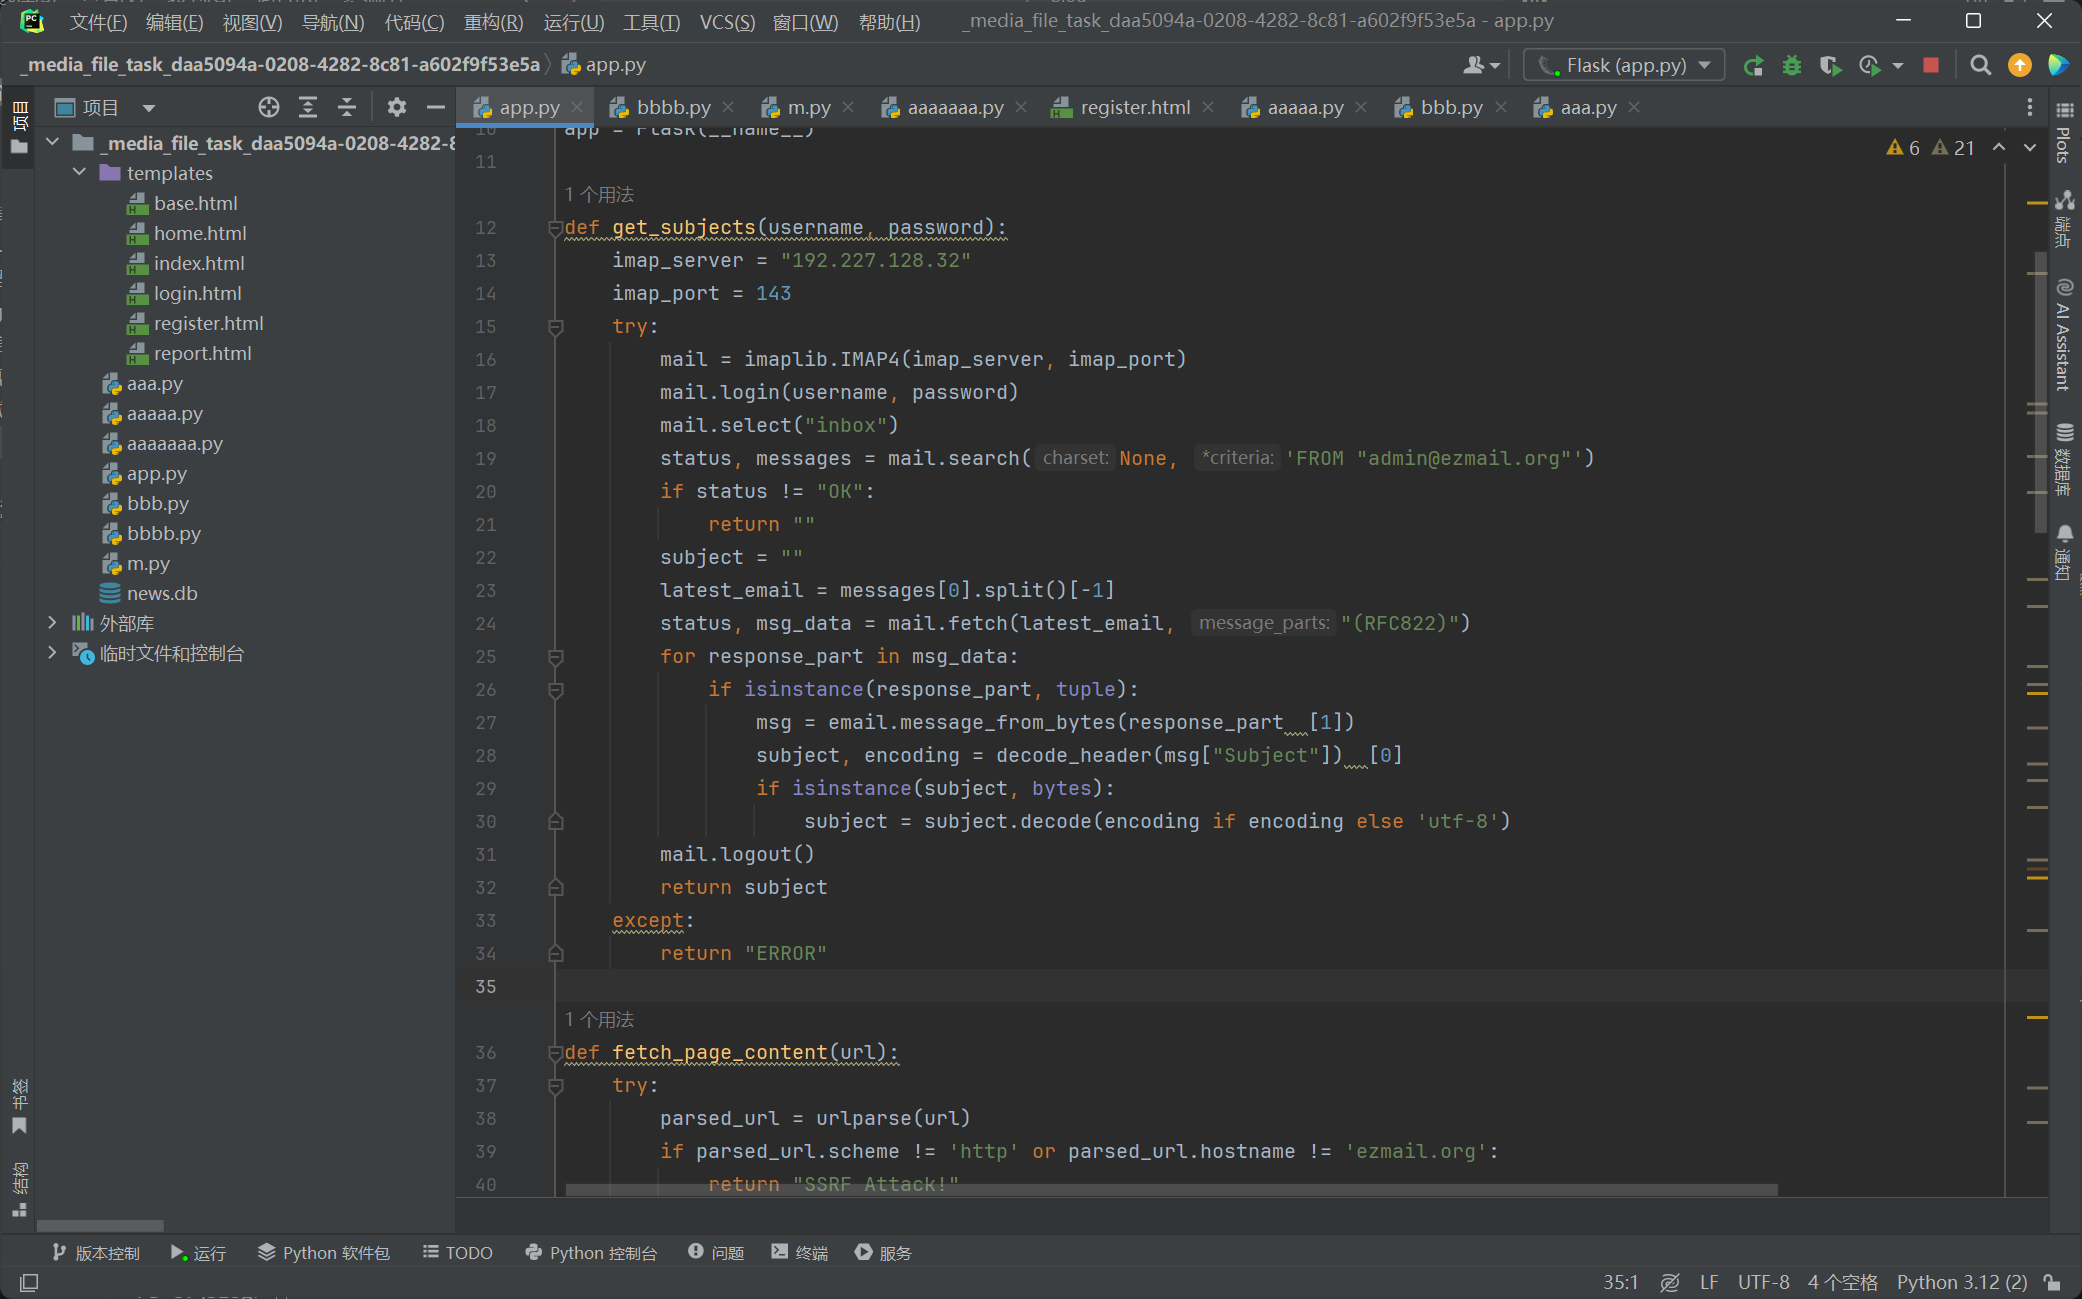 文件(F) 编辑(E) 视图(V) 导航(N) 代码(C) 重构(R) 运行(U) 工具(T) VCS(S) 窗口(W) 帮助(H) _media_file_task_daa5094a-0208-4282-8c81-a602f9f53e5a - app.py
_media_file_task_daa5094a-0208-4282-8c81-a602f9f53e5a app.py Flask (app.py)
项目
项目
app.py bbbb.py m.py aaaaaaa.py register.html aaaaa.py bbb.py aaa.py
_media_file_task_daa5094a-0208-4282-8
templates
base.html
home.html
index.html
login.html
register.html
report.html
aaa.py
aaaaa.py
aaaaaaa.py
app.py
bbb.py
bbbb.py
m.py
news.db
外部库
临时文件和控制台
书签
结构
6 21
10 app = Flask(__name__)
11
1 个用法
12 def get_subjects(username, password):
13 imap_server = "192.227.128.32"
14 imap_port = 143
15 try:
16 mail = imaplib.IMAP4(imap_server, imap_port)
17 mail.login(username, password)
18 mail.select("inbox")
19 status, messages = mail.search( charset: None, *criteria: 'FROM "admin@ezmail.org"')
20 if status != "OK":
21 return ""
22 subject = ""
23 latest_email = messages[0].split()[-1]
24 status, msg_data = mail.fetch(latest_email, message_parts: "(RFC822)")
25 for response_part in msg_data:
26 if isinstance(response_part, tuple):
27 msg = email.message_from_bytes(response_part  [1])
28 subject, encoding = decode_header(msg["Subject"])  [0]
29 if isinstance(subject, bytes):
30 subject = subject.decode(encoding if encoding else 'utf-8')
31 mail.logout()
32 return subject
33 except:
34 return "ERROR"
35
1 个用法
36 def fetch_page_content(url):
37 try:
38 parsed_url = urlparse(url)
39 if parsed_url.scheme != 'http' or parsed_url.hostname != 'ezmail.org':
40 return "SSRF Attack!"
Plots
端点
AI Assistant
数据库
通知
版本控制 运行 Python 软件包 TODO Python 控制台 问题 终端 服务
35:1 LF UTF-8 4 个空格 Python 3.12 (2)